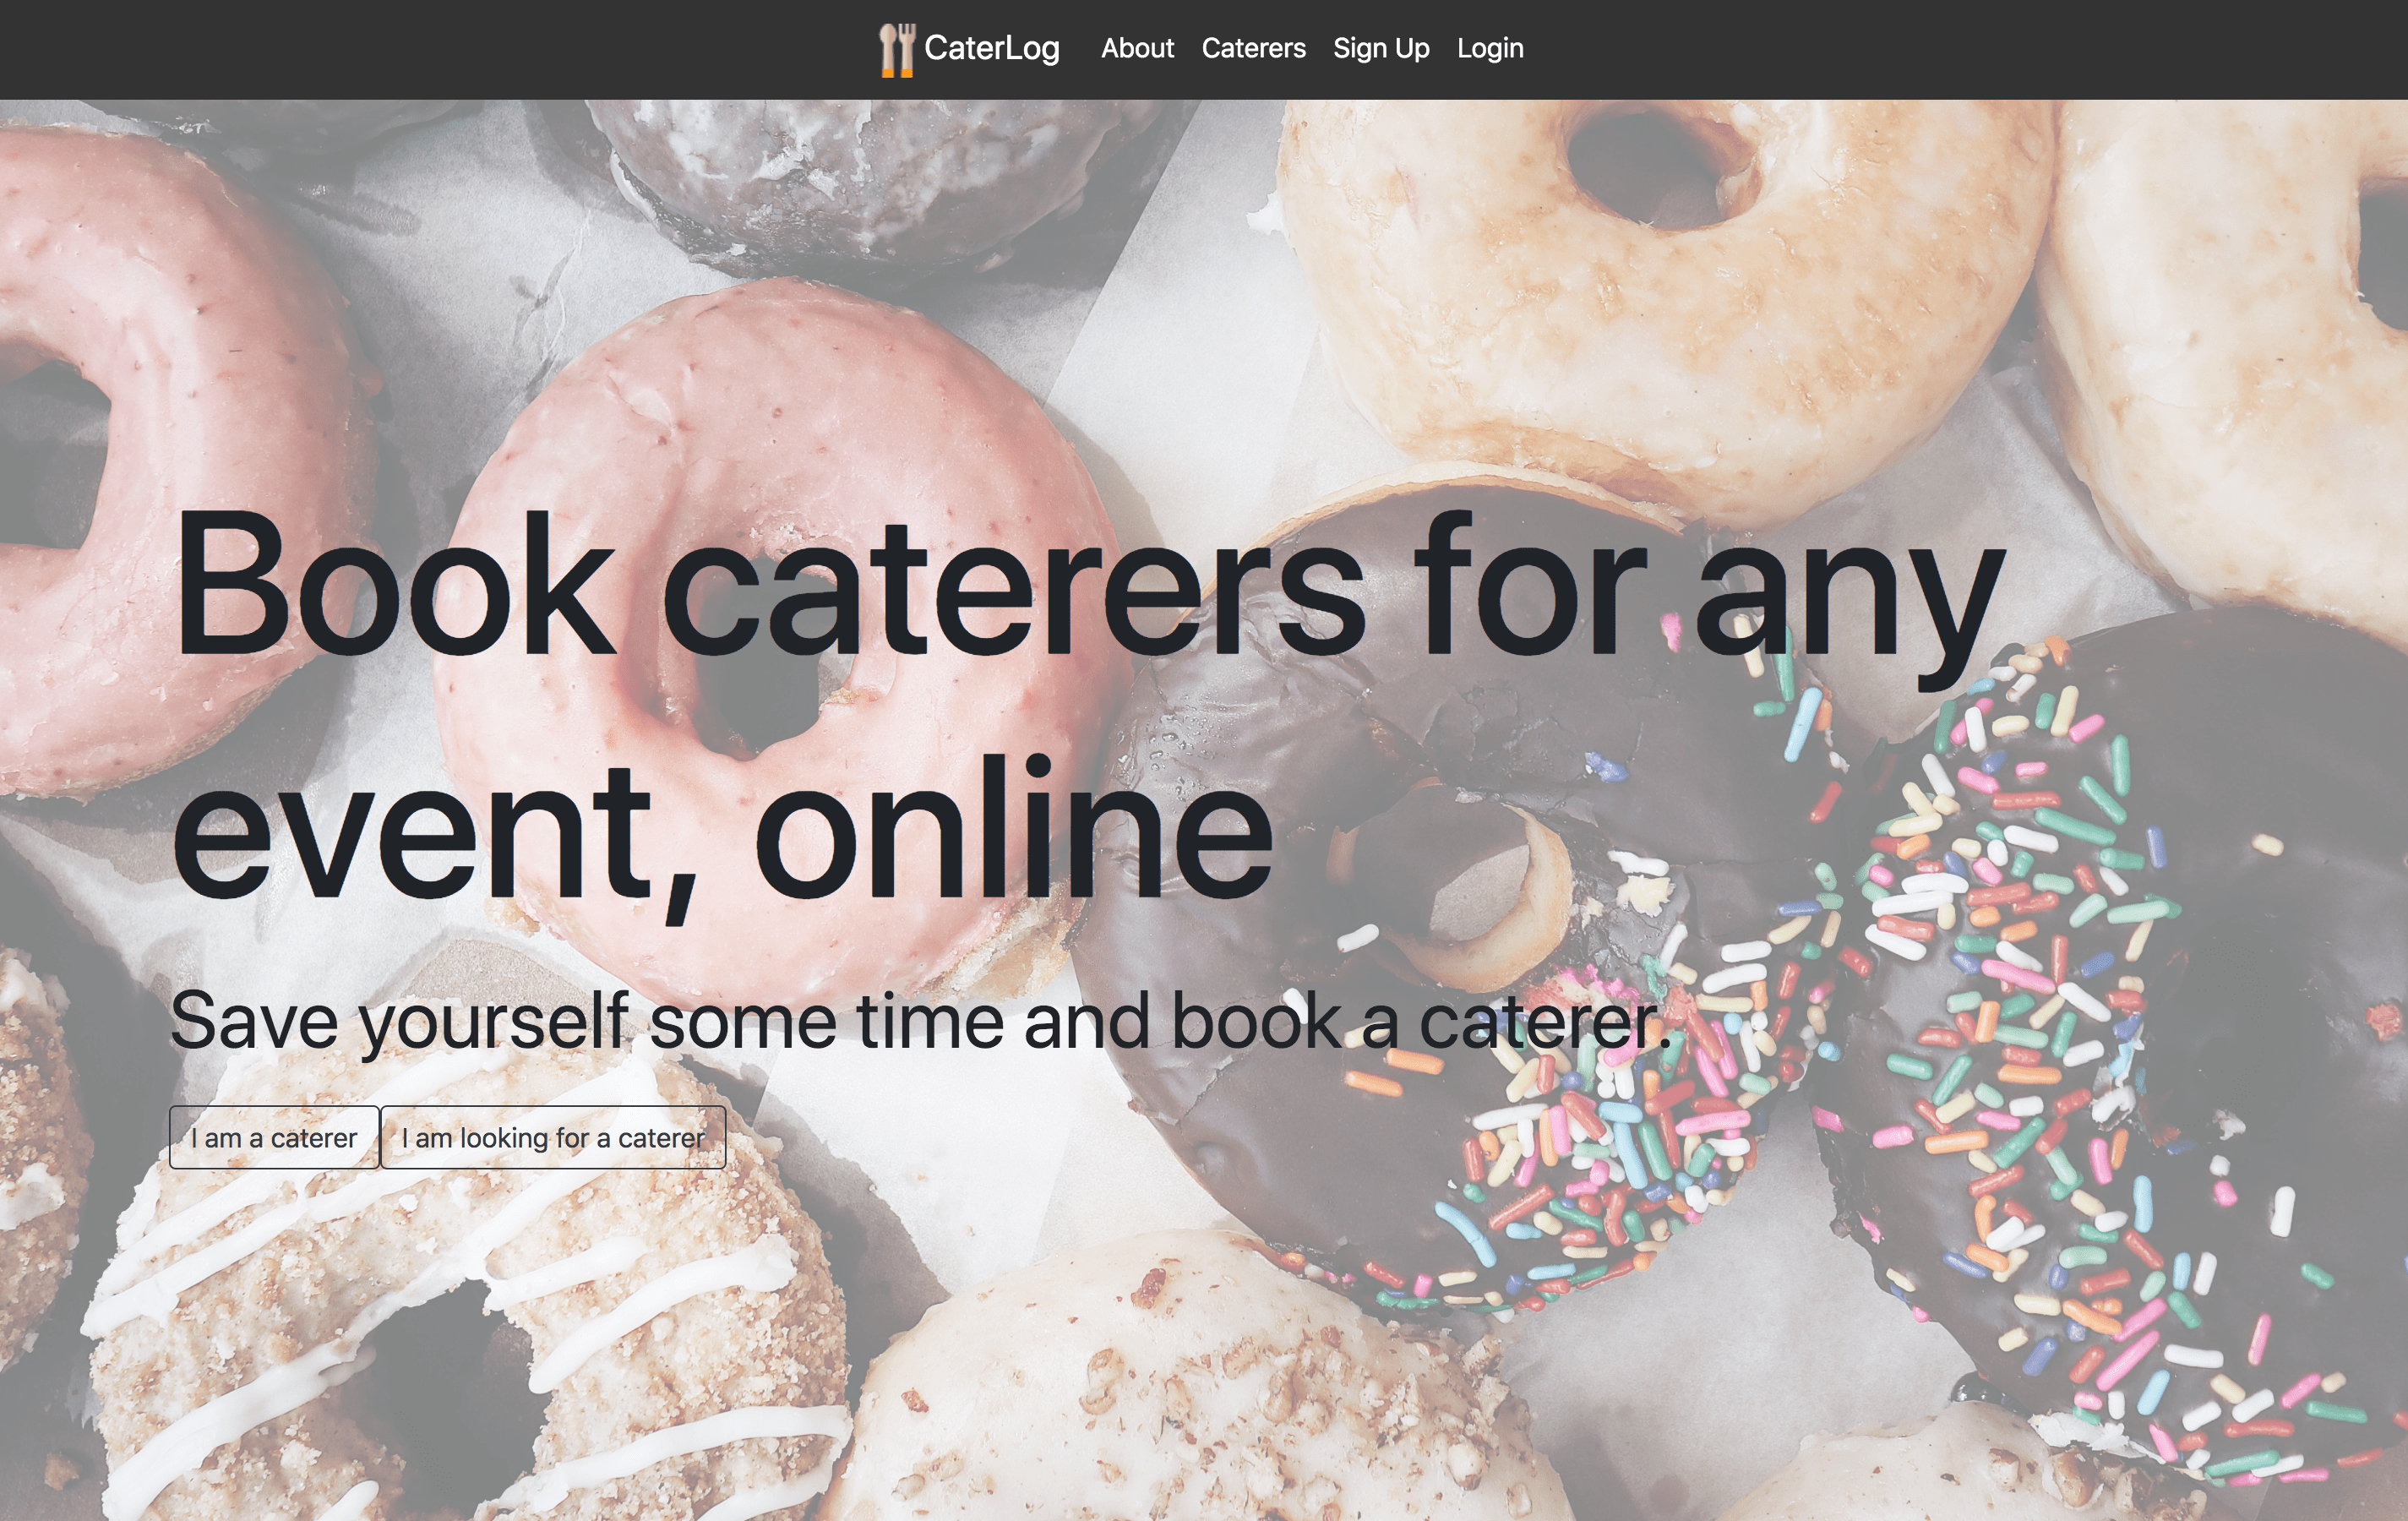 CaterLog About Caterers Sign Up Login
Book caterers for any
event, online
Save yourself some time and book a caterer.
I am a caterer I am looking for a caterer